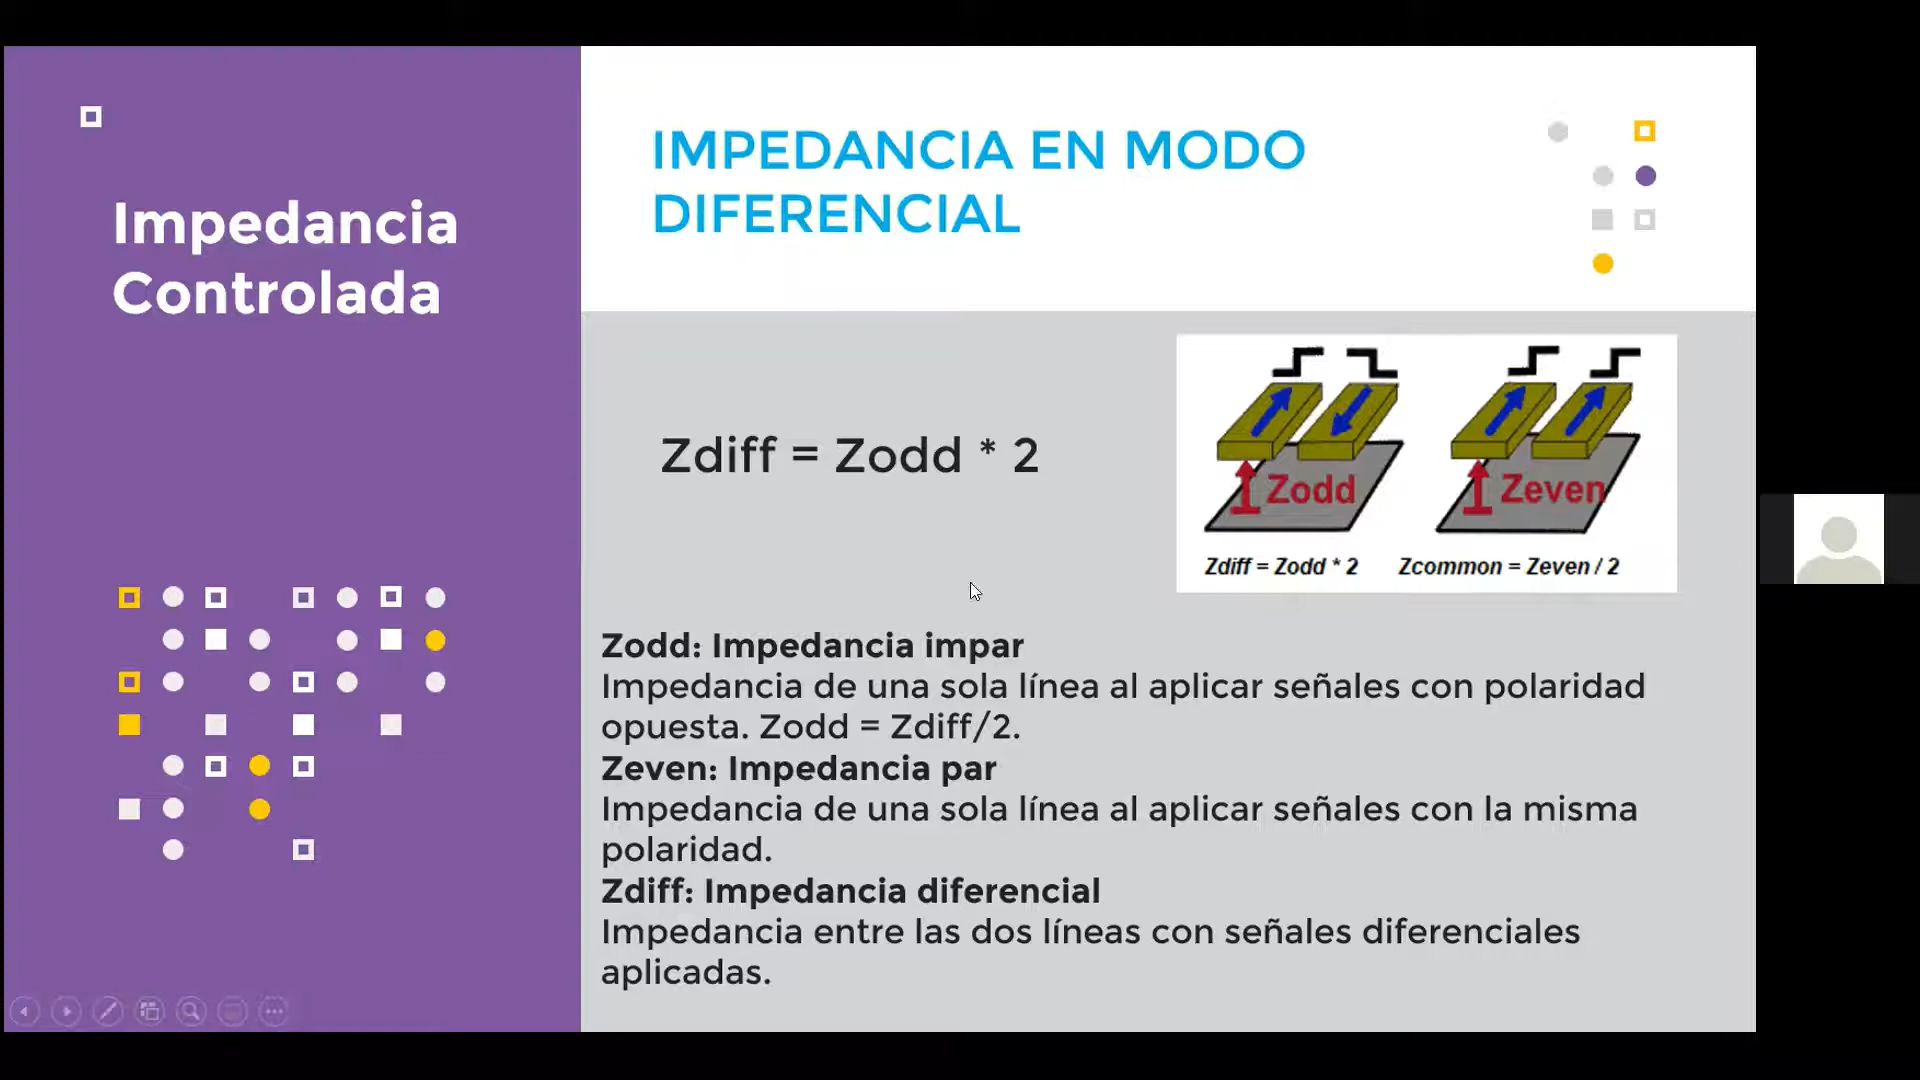 Impedancia
Controlada
IMPEDANCIA EN MODO
DIFERENCIAL
Zdiff = Zodd * 2
Zodd
Zeven
Zdiff = Zodd * 2
Zcommon = Zeven / 2
Zodd: Impedancia impar
Impedancia de una sola línea al aplicar señales con polaridad
opuesta. Zodd = Zdiff/2.
Zeven: Impedancia par
Impedancia de una sola línea al aplicar señales con la misma
polaridad.
Zdiff: Impedancia diferencial
Impedancia entre las dos líneas con señales diferenciales
aplicadas.